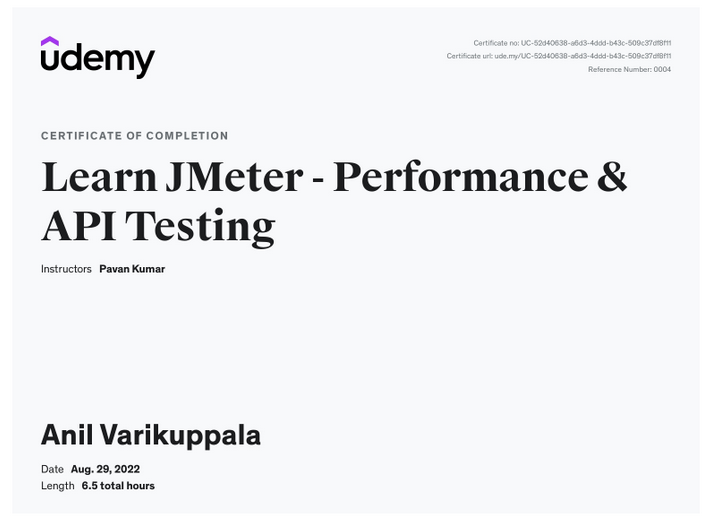 udemy
Certificate no: UC-52d40638-a6d3-4ddd-b43c-509c37df8f11
Certificate url: ude.my/UC-52d40638-a6d3-4ddd-b43c-509c37df8f11
Reference Number: 0004
CERTIFICATE OF COMPLETION
Learn JMeter - Performance &
API Testing
Instructors Pavan Kumar
Anil Varikuppala
Date Aug. 29, 2022
Length 6.5 total hours